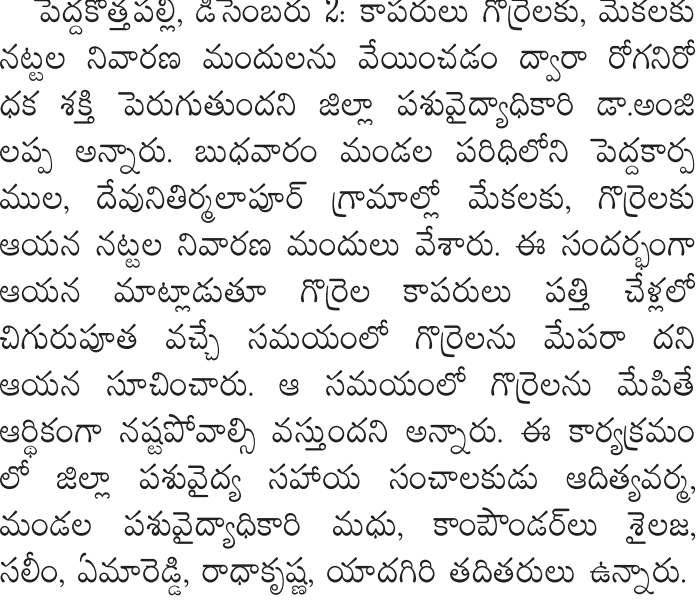 పెద్దకొత్తపల్లి, డిసెంబరు 2: కాపరులు గొర్రెలకు, మేకలకు
నట్టల నివారణ మందులను వేయించడం ద్వారా రోగనిరో
ధక శక్తి పెరుగుతుందని జిల్లా పశువైద్యాధికారి డా.అంజి
లప్ప అన్నారు. బుధవారం మండల పరిధిలోని పెద్దకార్ప
ముల, దేవునితిర్మలాపూర్ గ్రామాల్లో మేకలకు, గొర్రెలకు
ఆయన నట్టల నివారణ మందులు వేశారు. ఈ సందర్భంగా
ఆయన మాట్లాడుతూ గొర్రెల కాపరులు పత్తి చేళ్లలో
చిగురుపూత వచ్చే సమయంలో గొర్రెలను మేపరా దని
ఆయన సూచించారు. ఆ సమయంలో గొర్రెలను మేపితే
ఆర్థికంగా నష్టపోవాల్సి వస్తుందని అన్నారు. ఈ కార్యక్రమం
లో జిల్లా పశువైద్య సహాయ సంచాలకుడు ఆదిత్యవర్మ,
మండల పశువైద్యాధికారి మధు, కాంపౌండర్‌లు శైలజ,
సలీం, ఏమారెడ్డి, రాధాకృష్ణ, యాదగిరి తదితరులు ఉన్నారు.